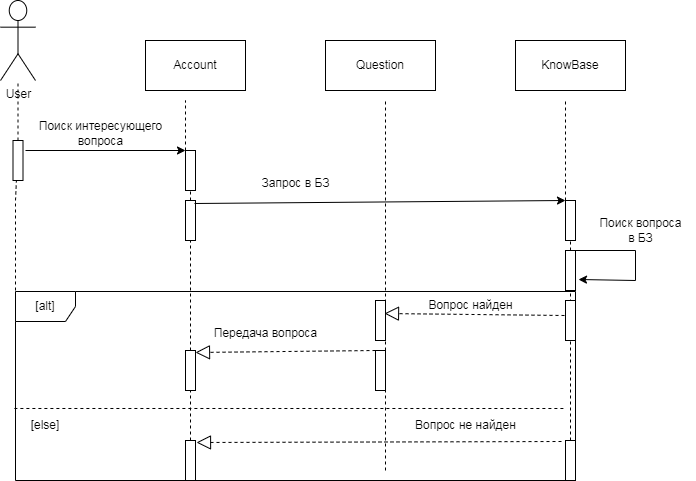 User
Account
Question
KnowBase
Поиск интересующего
вопроса
Запрос в БЗ
Поиск вопроса
в БЗ
[alt]
Вопрос найден
Передача вопроса
[else]
Вопрос не найден